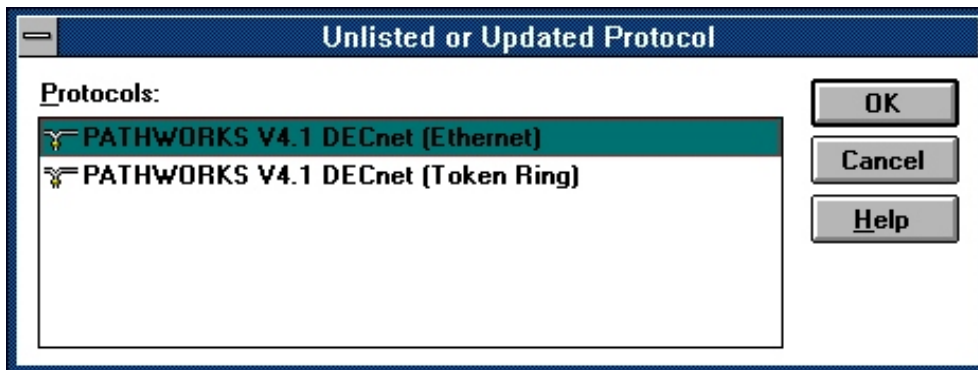 Unlisted or Updated Protocol
Protocols:
PATHWORKS V4.1 DECnet (Ethernet)
PATHWORKS V4.1 DECnet (Token Ring)
OK
Cancel
Help